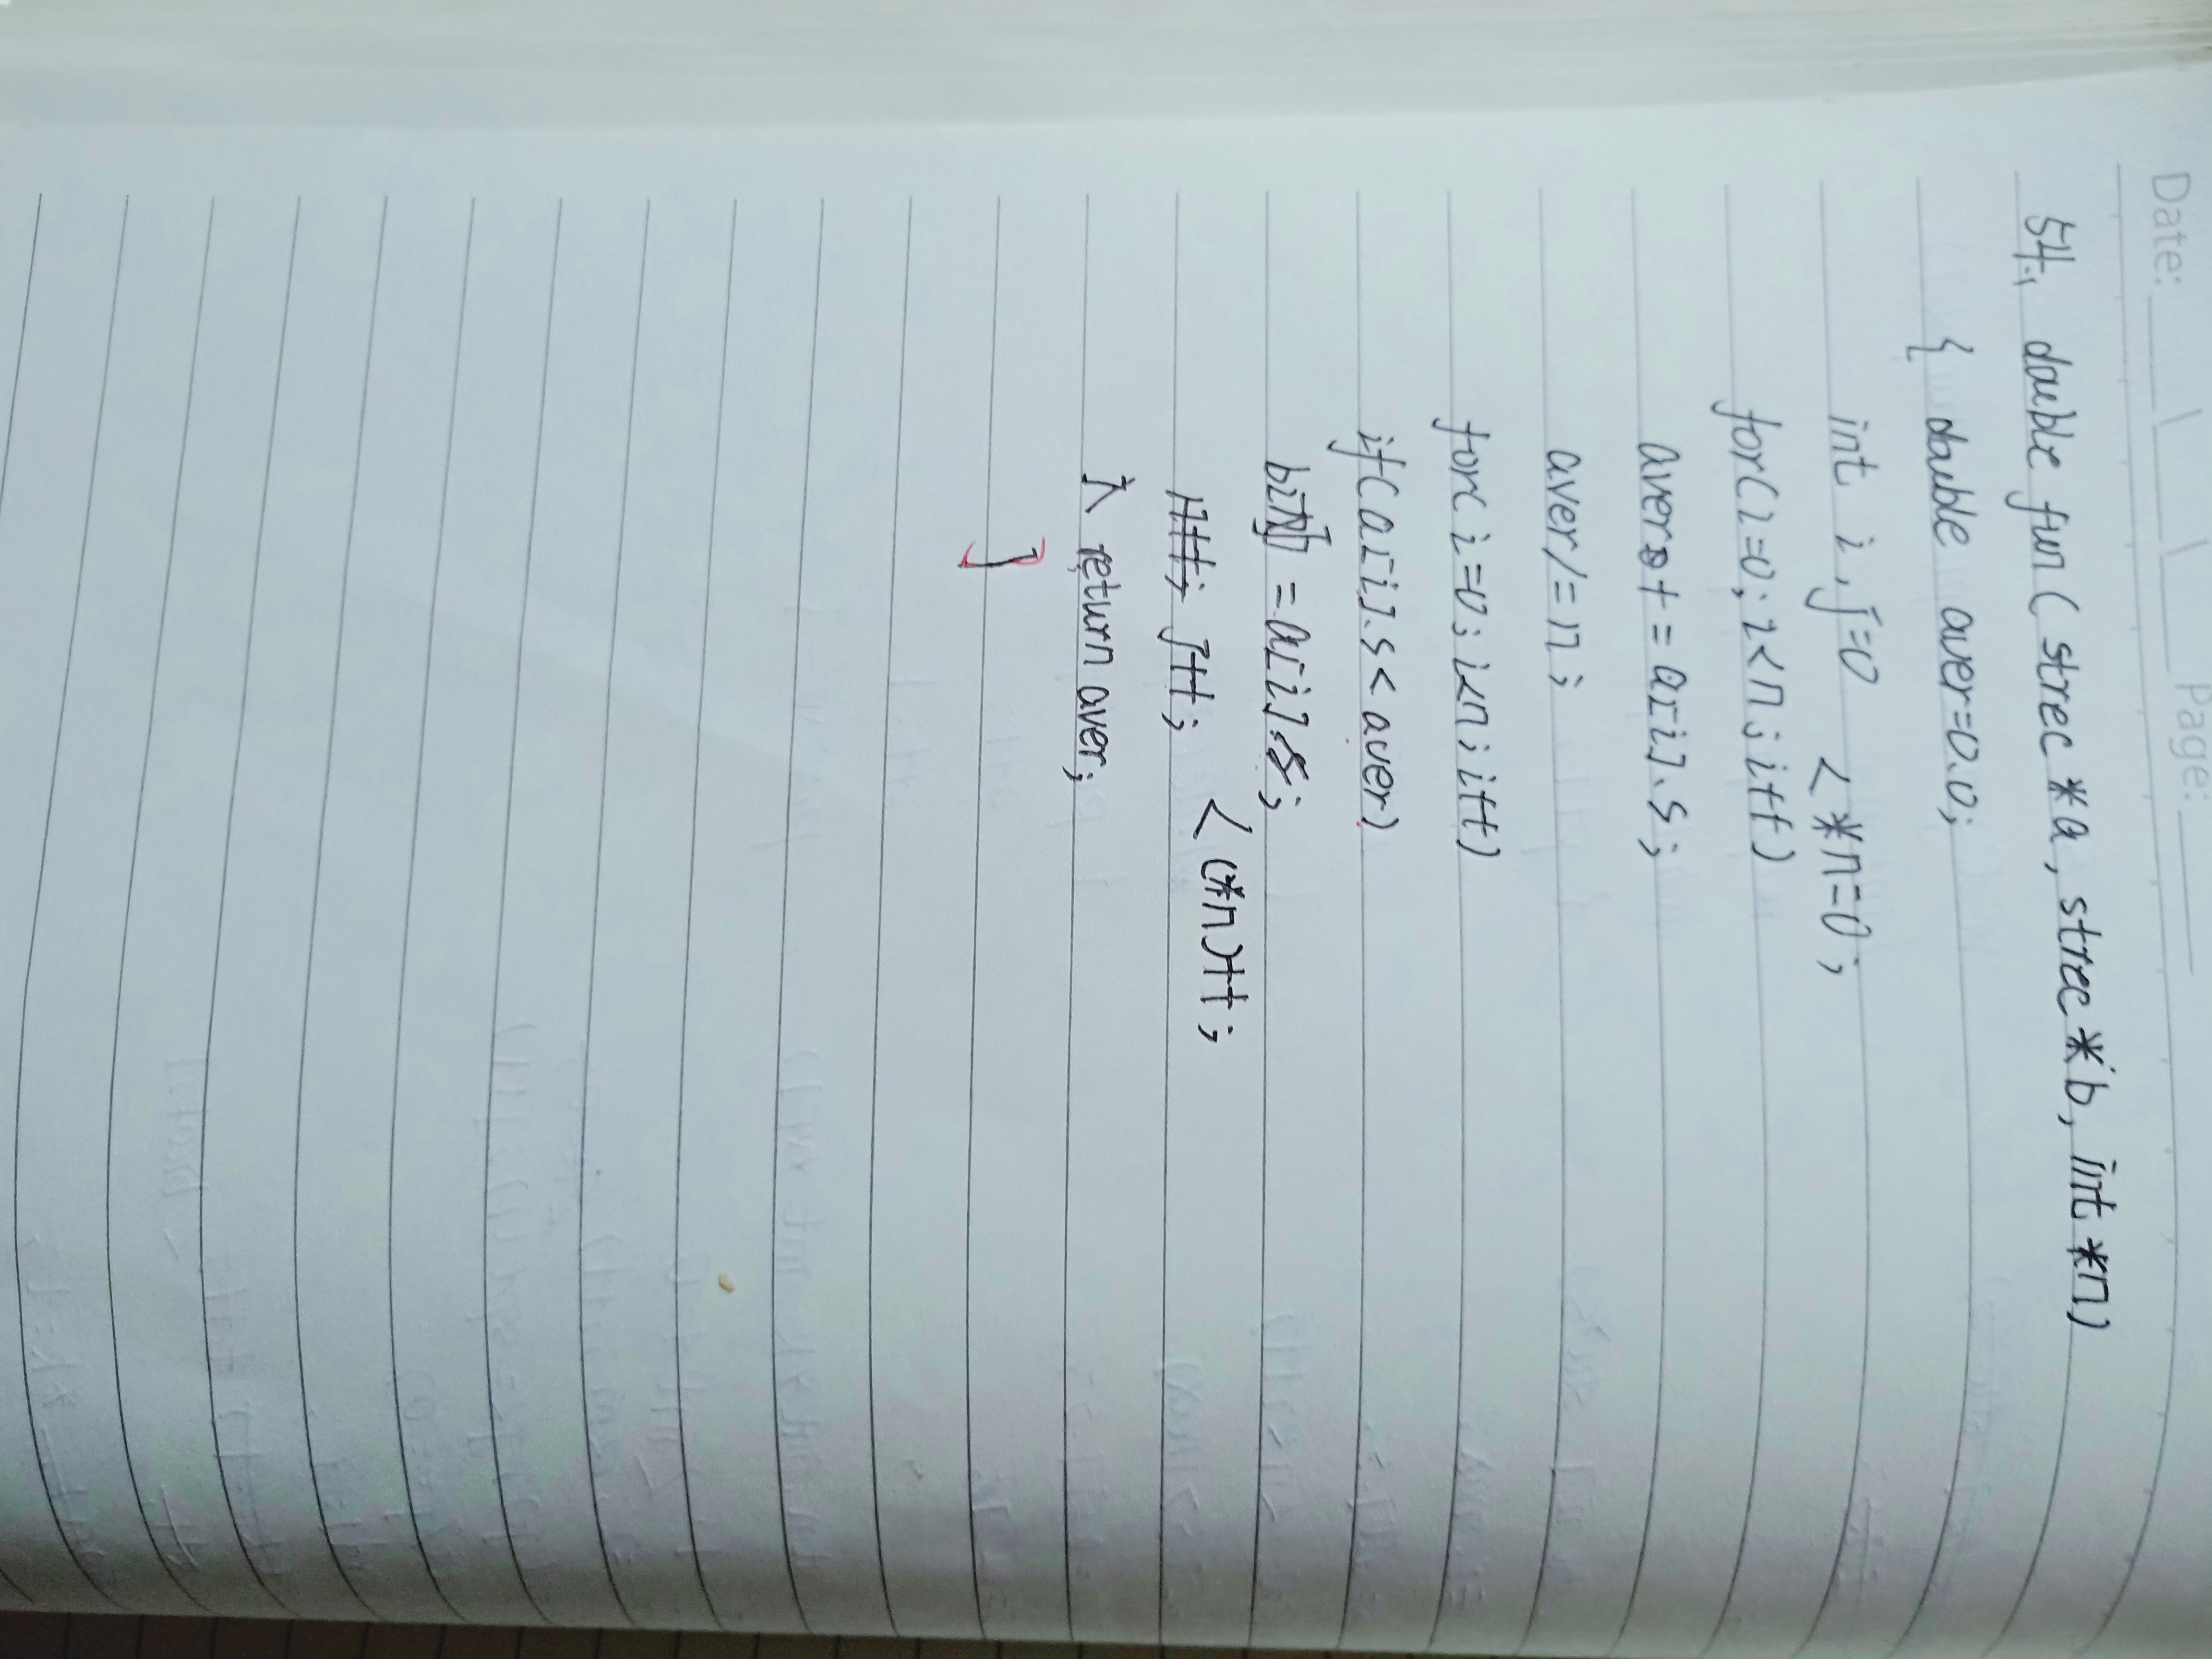 Date: \ \ Page:
54. double fun ( strec *a, strec *b, int *n)
{ double aver=0.0;
int i, j=0 < *n=0;
for(i=0; i<n; i++)
aver += a[i].s;
aver/=n;
for( i=0; i<n; i++)
if( a[i].s < aver)
= a[i].s;
j++; < (*n)++;
return aver;
}